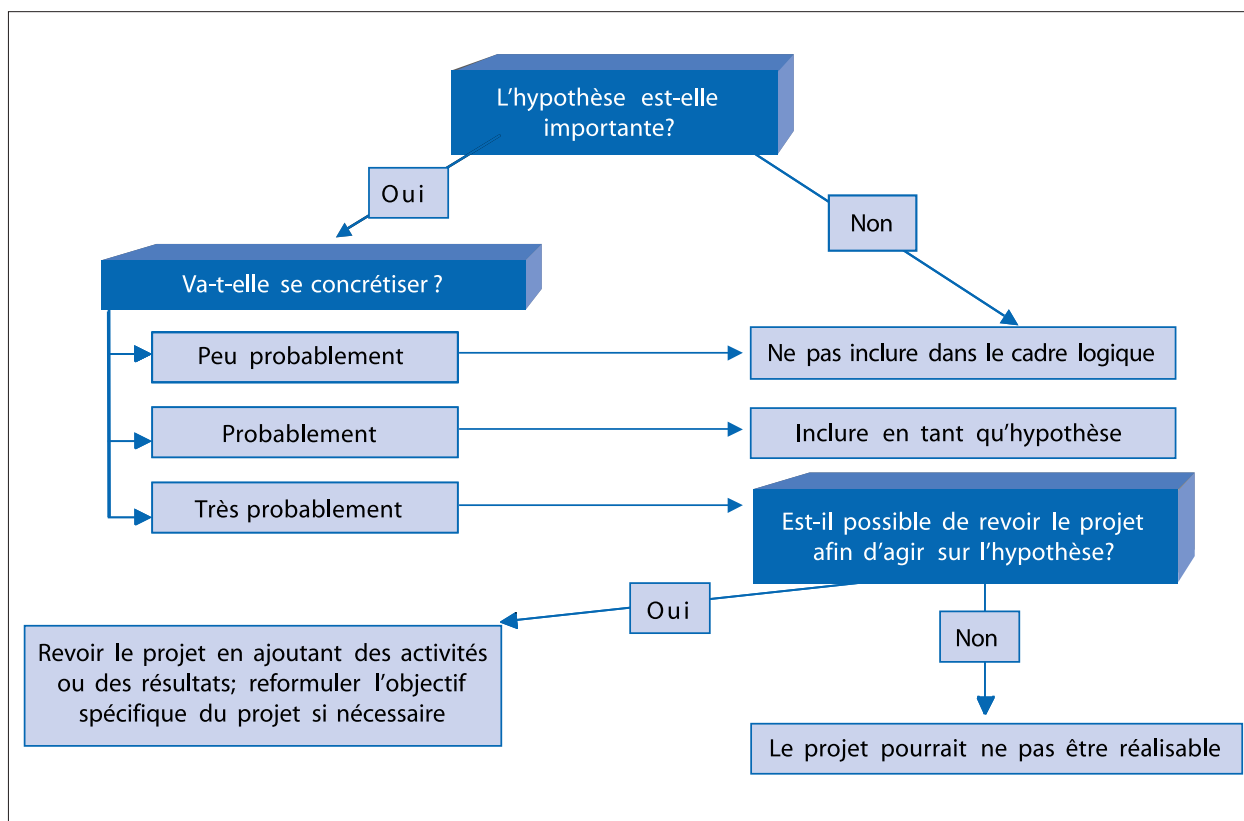 L'hypothèse est-elle
importante?
Oui
Non
Va-t-elle se concrétiser ?
Peu probablement
Ne pas inclure dans le cadre logique
Probablement
Inclure en tant qu'hypothèse
Très probablement
Est-il possible de revoir le projet
afin d'agir sur l'hypothèse?
Oui
Non
Revoir le projet en ajoutant des activités
ou des résultats; reformuler l'objectif
spécifique du projet si nécessaire
Le projet pourrait ne pas être réalisable